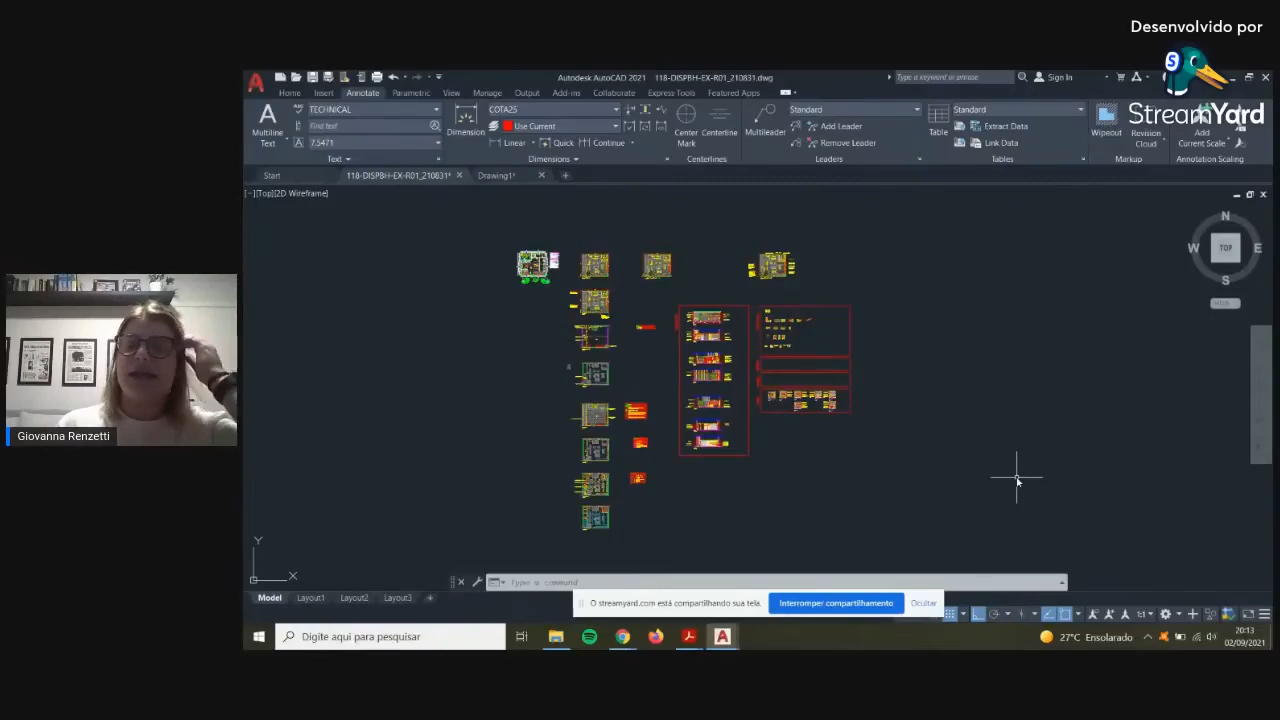 Desenvolvido por
StreamYard
Autodesk AutoCAD 2021 118-DISPBH-EX-R01_210831.dwg
Type a keyword or phrase
Sign In
Home Insert Annotate Parametric View Manage Output Add-ins Collaborate Express Tools Featured Apps
Multiline Text
TECHNICAL
Find text
7.5471
Text
Dimension
COTA25
Use Current
Linear Quick Continue
Dimensions
Center Mark
Centerline
Centerlines
Multileader
Standard
Add Leader
Remove Leader
Leaders
Table
Standard
Extract Data
Link Data
Tables
Wipeout
Revision Cloud
Markup
Add Current Scale
Annotation Scaling
Start 118-DISPBH-EX-R01_210831* Drawing1*
[−][Top][2D Wireframe]
N
W TOP E
S
Giovanna Renzetti
Y
X
Type a command
Model Layout1 Layout2 Layout3
O streamyard.com está compartilhando sua tela. Interromper compartilhamento Ocultar
1:1
Digite aqui para pesquisar
27°C Ensolarado
20:13
02/09/2021